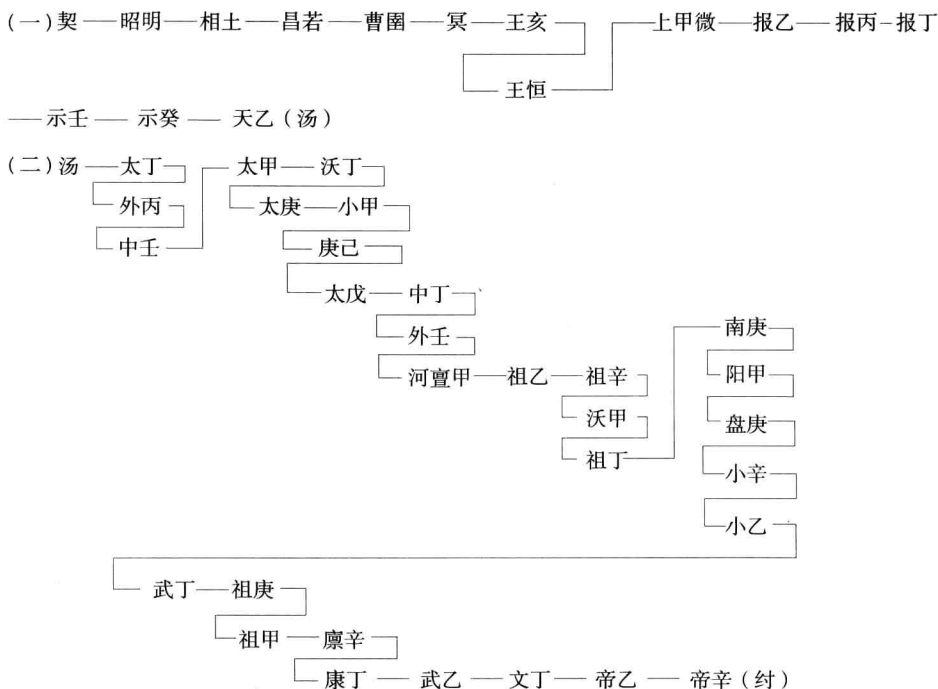 (一)契 昭明 相土 昌若 曹圉 冥 王亥 上甲微 报乙 报丙 报丁
王恒
示壬 示癸 天乙(汤)
(二)汤 太丁 太甲 沃丁
外丙 太庚 小甲
中壬 庚己
太戊 中丁
南庚
外壬
河亶甲 祖乙 祖辛 阳甲
沃甲 盘庚
祖丁
小辛
小乙
武丁 祖庚
祖甲 廪辛
康丁 武乙 文丁 帝乙 帝辛(纣)